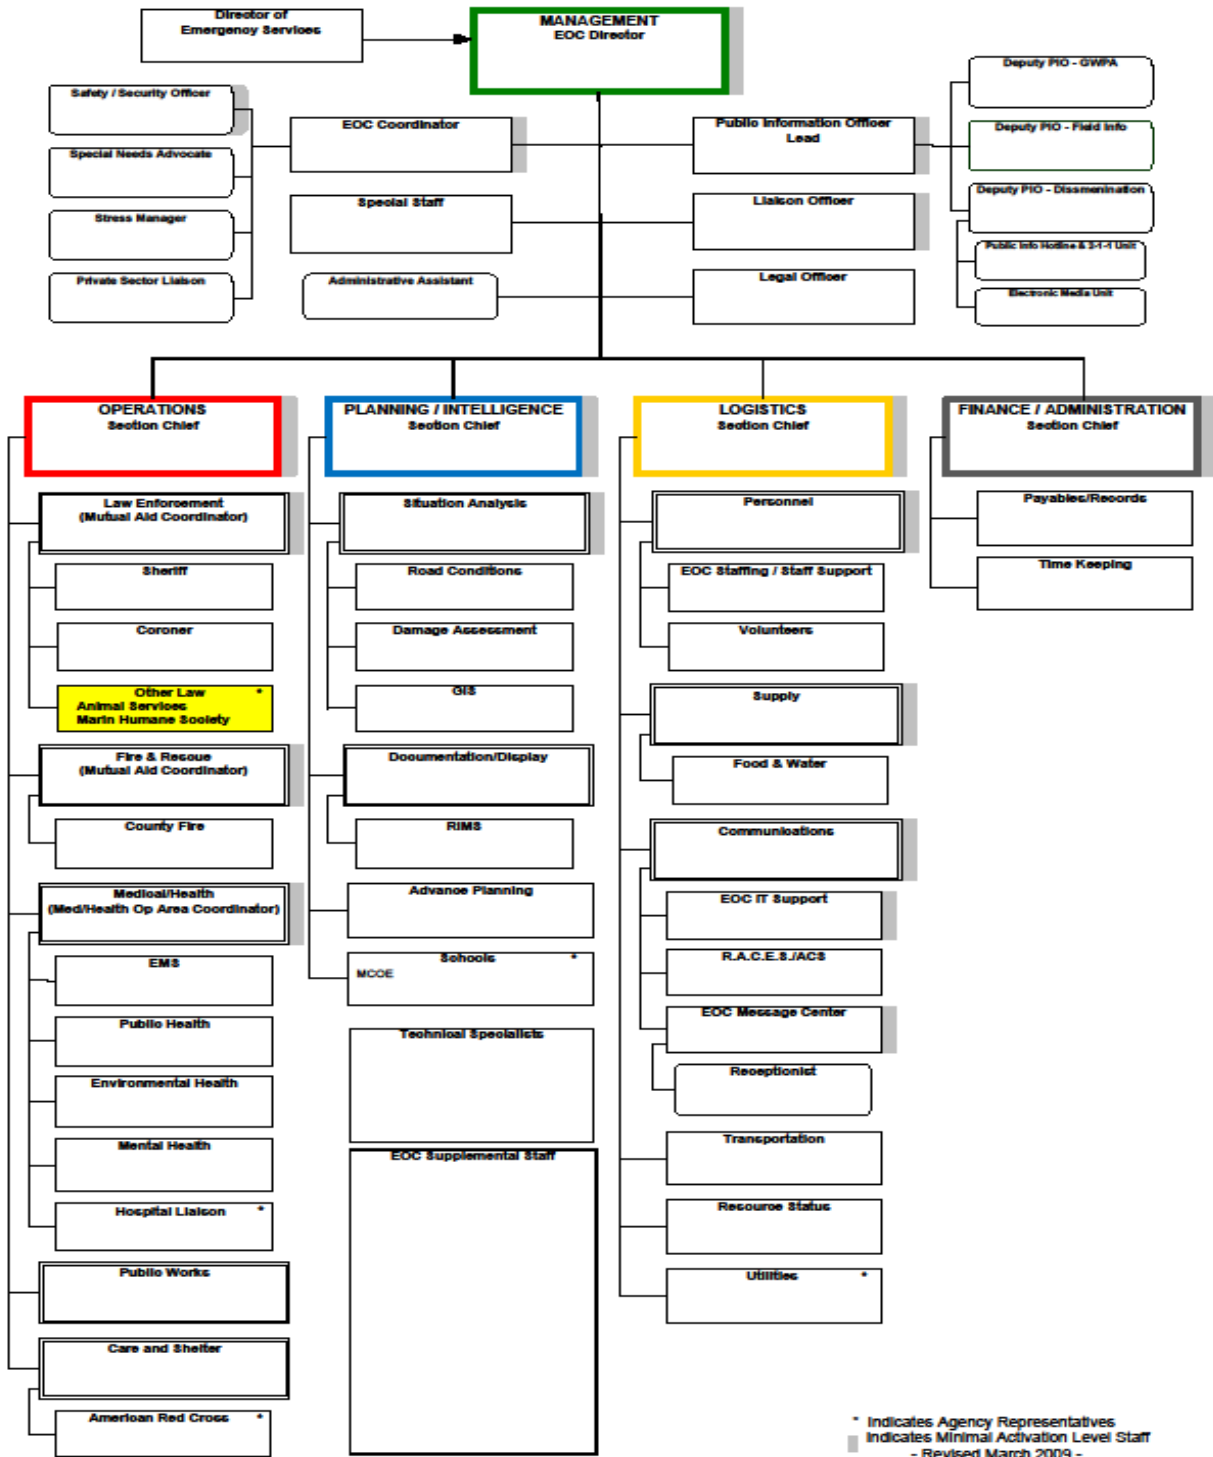 Director of
Emergency Services
MANAGEMENT
EOC Director
Safety / Security Officer
Special Needs Advocate
Stress Manager
Private Sector Liaison
EOC Coordinator
Special Staff
Administrative Assistant
Public Information Officer
Lead
Liaison Officer
Legal Officer
Deputy PIO - GWPA
Deputy PIO - Field Info
Deputy PIO - Dissmenination
Public Info Hotline & 2-1-1 Unit
Electronic Media Unit
OPERATIONS
Section Chief
Law Enforcement
(Mutual Aid Coordinator)
Sheriff
Coroner
Other Law *
Animal Services
Marin Humane Society
Fire & Rescue
(Mutual Aid Coordinator)
County Fire
Medical/Health
(Med/Health Op Area Coordinator)
EMS
Public Health
Environmental Health
Mental Health
Hospital Liaison *
Public Works
Care and Shelter
American Red Cross *
PLANNING / INTELLIGENCE
Section Chief
Situation Analysis
Road Conditions
Damage Assessment
GIS
Documentation/Display
RIMS
Advance Planning
Schools *
MCOE
Technical Specialists
EOC Supplemental Staff
LOGISTICS
Section Chief
Personnel
EOC Staffing / Staff Support
Volunteers
Supply
Food & Water
Communications
EOC IT Support
R.A.C.E.S./ACS
EOC Message Center
Receptionist
Transportation
Resource Status
Utilities *
FINANCE / ADMINISTRATION
Section Chief
Payables/Records
Time Keeping
* Indicates Agency Representatives
Indicates Minimal Activation Level Staff
- Revised March 2009 -